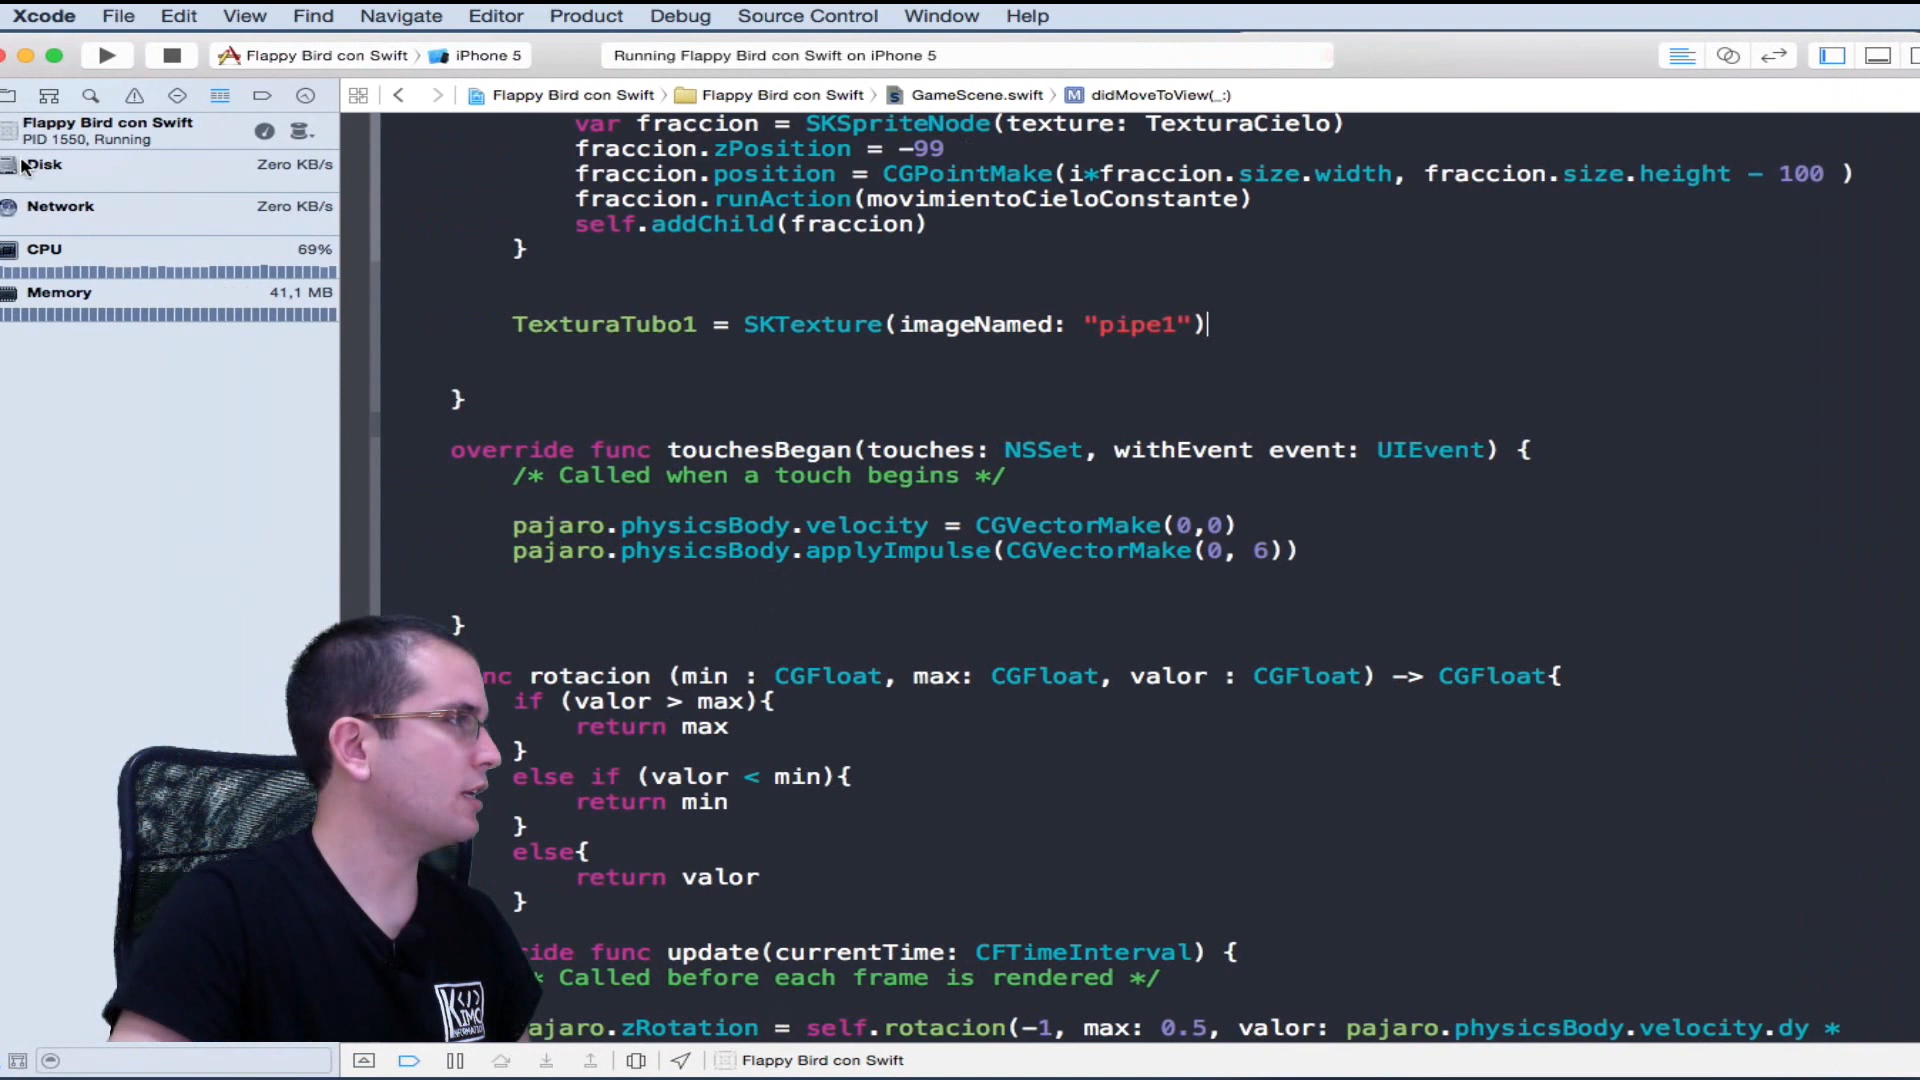 Xcode File Edit View Find Navigate Editor Product Debug Source Control Window Help
Flappy Bird con Swift iPhone 5 Running Flappy Bird con Swift on iPhone 5
Flappy Bird con Swift Flappy Bird con Swift GameScene.swift M didMoveToView(_:)
Flappy Bird con Swift
PID 1550, Running
Disk Zero KB/s
Network Zero KB/s
CPU 69%
Memory 41,1 MB
var fraccion = SKSpriteNode(texture: TexturaCielo)
fraccion.zPosition = -99
fraccion.position = CGPointMake(i*fraccion.size.width, fraccion.size.height - 100 )
fraccion.runAction(movimientoCieloConstante)
self.addChild(fraccion)
}
TexturaTubo1 = SKTexture(imageNamed: "pipe1")
}
override func touchesBegan(touches: NSSet, withEvent event: UIEvent) {
/* Called when a touch begins */
pajaro.physicsBody.velocity = CGVectorMake(0,0)
pajaro.physicsBody.applyImpulse(CGVectorMake(0, 6))
}
nc rotacion (min : CGFloat, max: CGFloat, valor : CGFloat) -> CGFloat{
if (valor > max){
return max
}
else if (valor < min){
return min
}
else{
return valor
}
ide func update(currentTime: CFTimeInterval) {
* Called before each frame is rendered */
ajaro.zRotation = self.rotacion(-1, max: 0.5, valor: pajaro.physicsBody.velocity.dy *
Flappy Bird con Swift